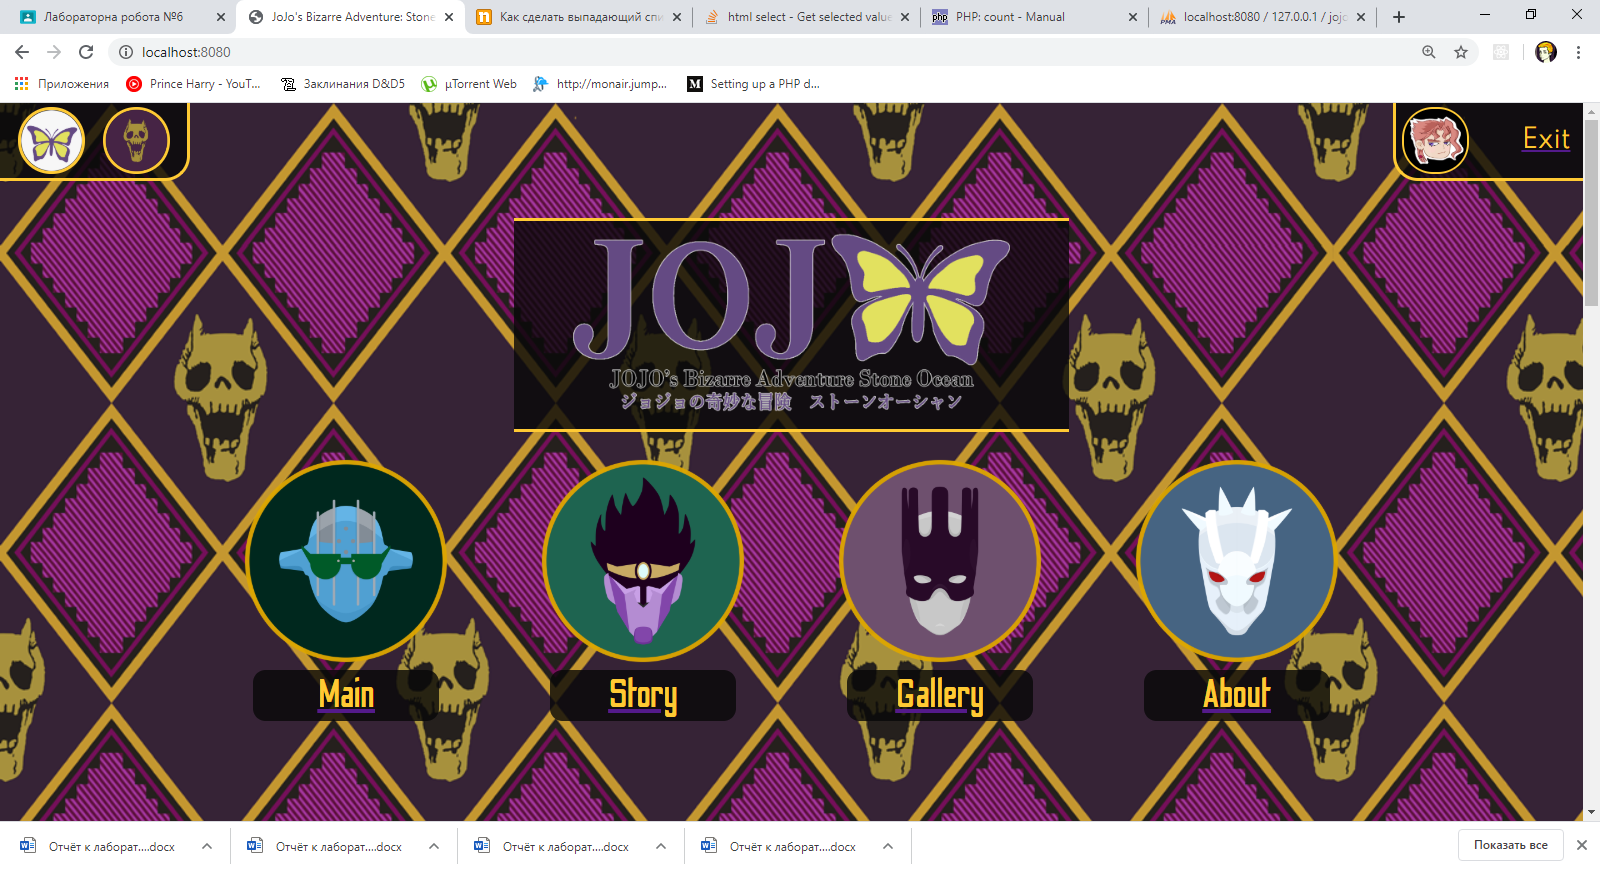 Лабораторна робота №6
JoJo's Bizarre Adventure: Stone
Как сделать выпадающий спи
html select - Get selected value
php
PHP: count - Manual
PMA
localhost:8080 / 127.0.0.1 / jojo
localhost:8080
Приложения
Prince Harry - YouT...
Заклинания D&D5
µTorrent Web
http://monair.jump...
M
Setting up a PHP d...
Exit
JOJ
JOJO's Bizarre Adventure Stone Ocean
ジョジョの奇妙な冒険 ストーンオーシャン
Main
Story
Gallery
About
Отчёт к лаборат....docx
Отчёт к лаборат....docx
Отчёт к лаборат....docx
Отчёт к лаборат....docx
Показать все